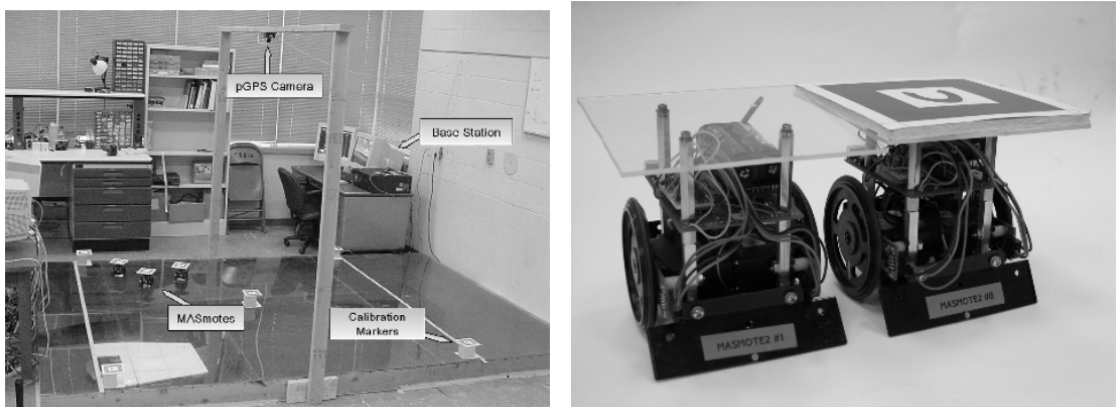 pGPS Camera
Base Station
MASmotes
Calibration
Markers
MASMOTE2 #1
MASMOTE2 #8